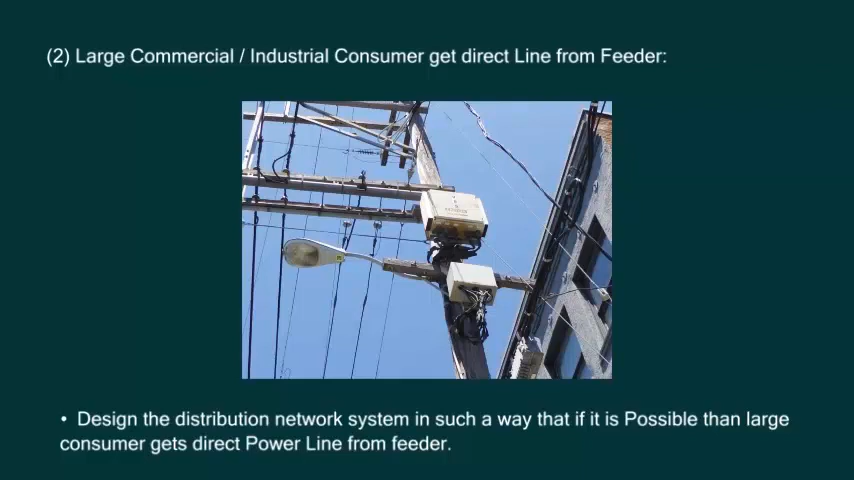 (2) Large Commercial / Industrial Consumer get direct Line from Feeder:
• Design the distribution network system in such a way that if it is Possible than large
consumer gets direct Power Line from feeder.